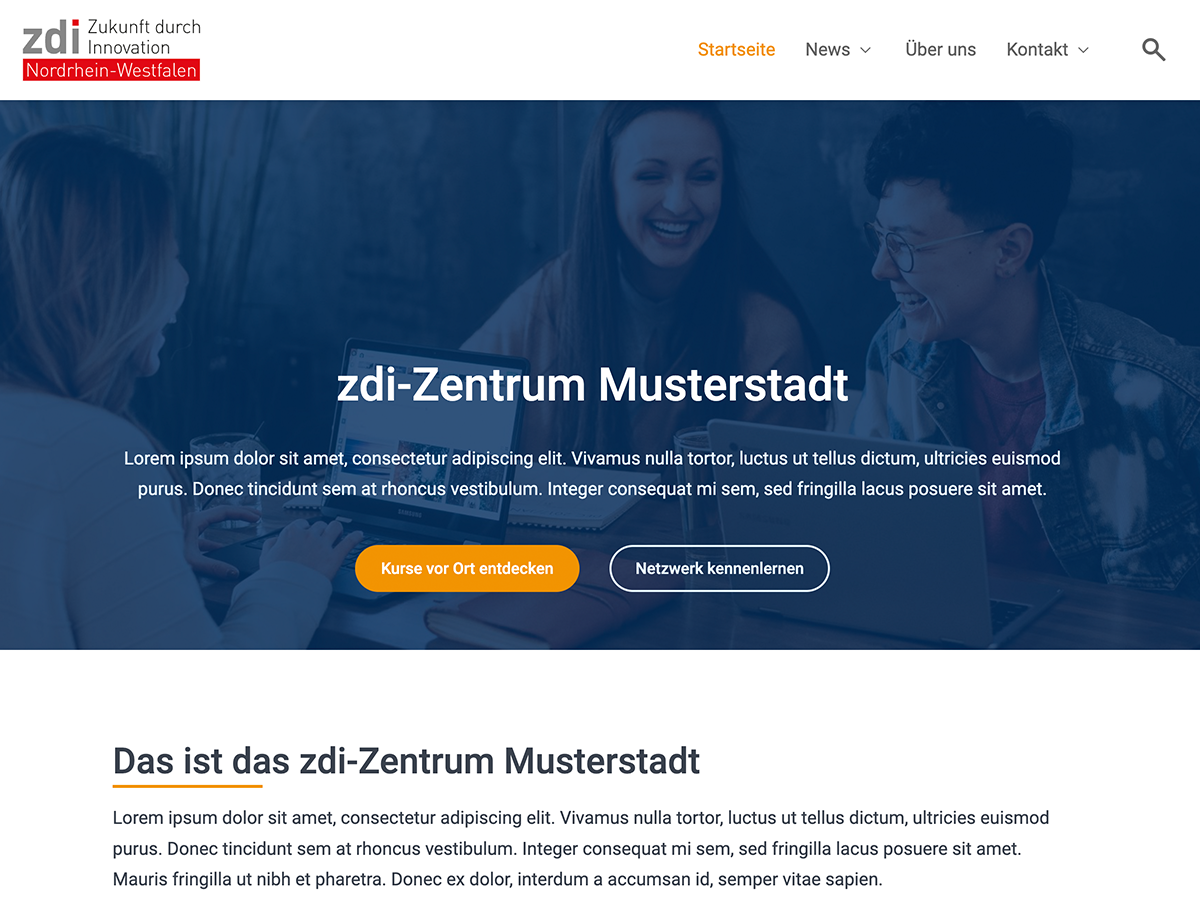 zdi Zukunft durch
Innovation
Nordrhein-Westfalen
Startseite News Über uns Kontakt
zdi-Zentrum Musterstadt
Lorem ipsum dolor sit amet, consectetur adipiscing elit. Vivamus nulla tortor, luctus ut tellus dictum, ultricies euismod
purus. Donec tincidunt sem at rhoncus vestibulum. Integer consequat mi sem, sed fringilla lacus posuere sit amet.
SAMSUNG
Kurse vor Ort entdecken Netzwerk kennenlernen
Das ist das zdi-Zentrum Musterstadt
Lorem ipsum dolor sit amet, consectetur adipiscing elit. Vivamus nulla tortor, luctus ut tellus dictum, ultricies euismod
purus. Donec tincidunt sem at rhoncus vestibulum. Integer consequat mi sem, sed fringilla lacus posuere sit amet.
Mauris fringilla ut nibh et pharetra. Donec ex dolor, interdum a accumsan id, semper vitae sapien.